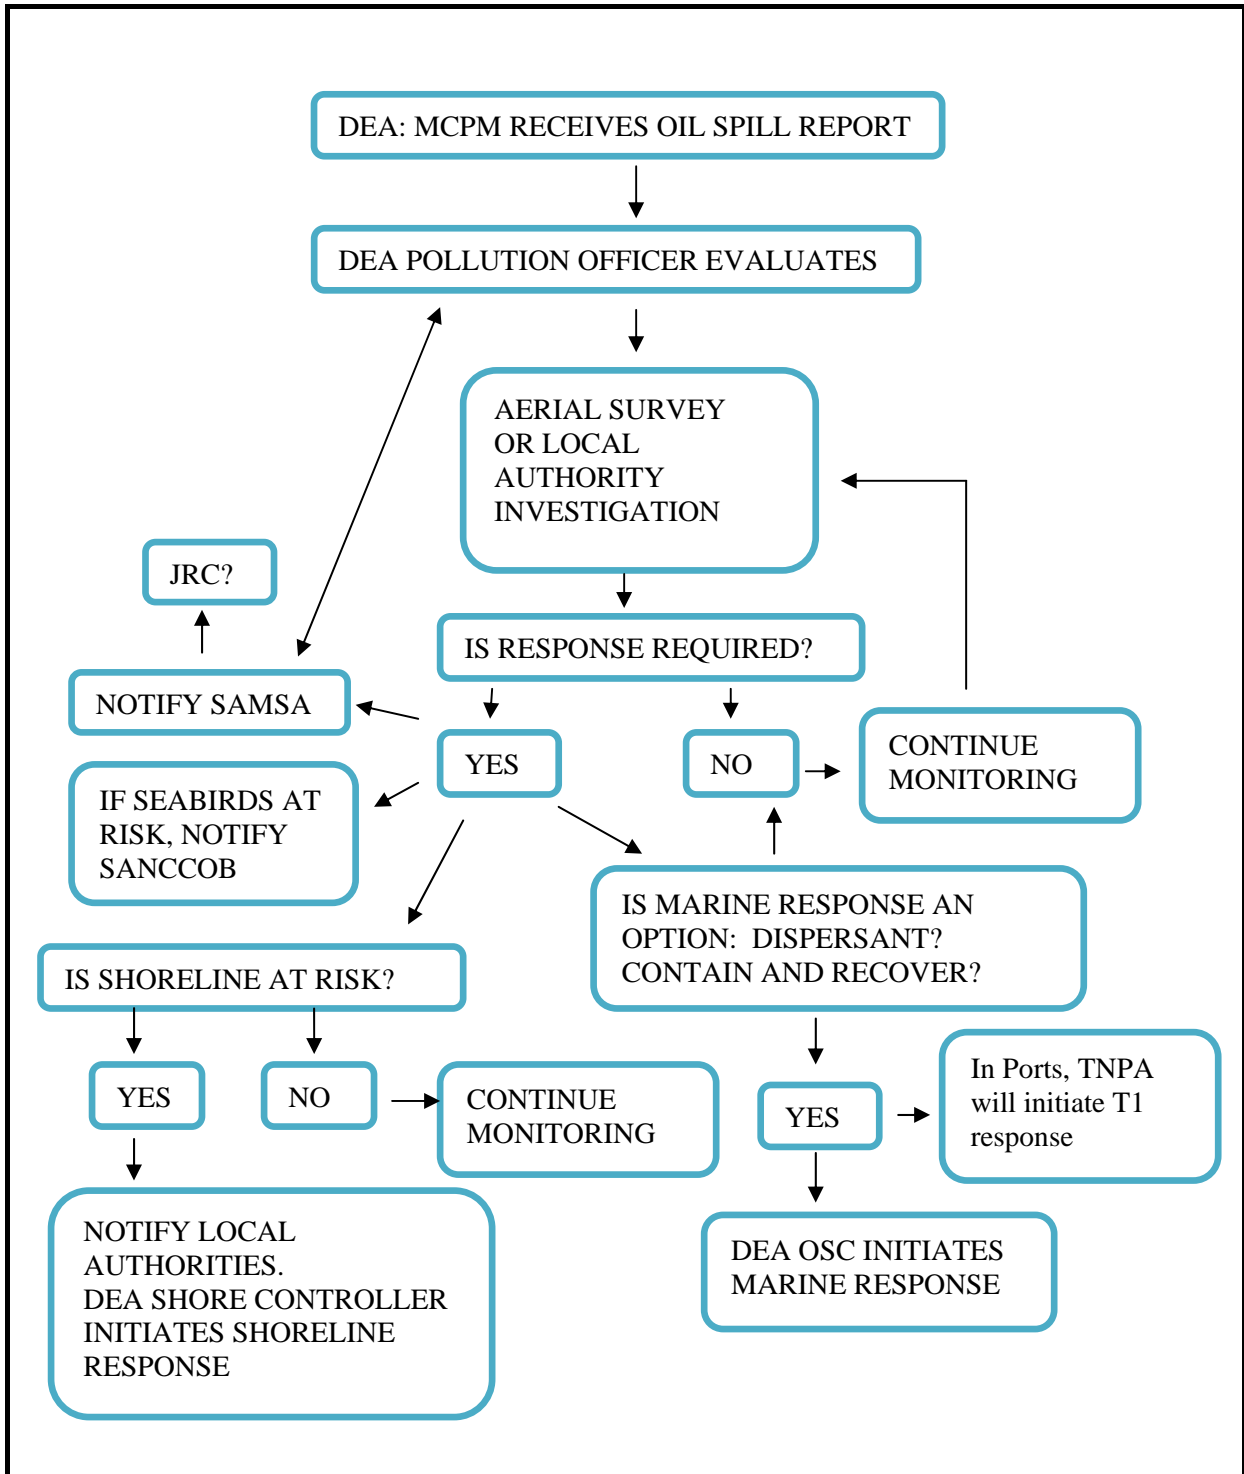 DEA: MCPM RECEIVES OIL SPILL REPORT
DEA POLLUTION OFFICER EVALUATES
AERIAL SURVEY
OR LOCAL
AUTHORITY
INVESTIGATION
JRC?
IS RESPONSE REQUIRED?
NOTIFY SAMSA
YES
NO
CONTINUE
MONITORING
IF SEABIRDS AT
RISK, NOTIFY
SANCCOB
IS MARINE RESPONSE AN
OPTION: DISPERSANT?
CONTAIN AND RECOVER?
IS SHORELINE AT RISK?
YES
NO
CONTINUE
MONITORING
YES
In Ports, TNPA
will initiate T1
response
NOTIFY LOCAL
AUTHORITIES.
DEA SHORE CONTROLLER
INITIATES SHORELINE
RESPONSE
DEA OSC INITIATES
MARINE RESPONSE